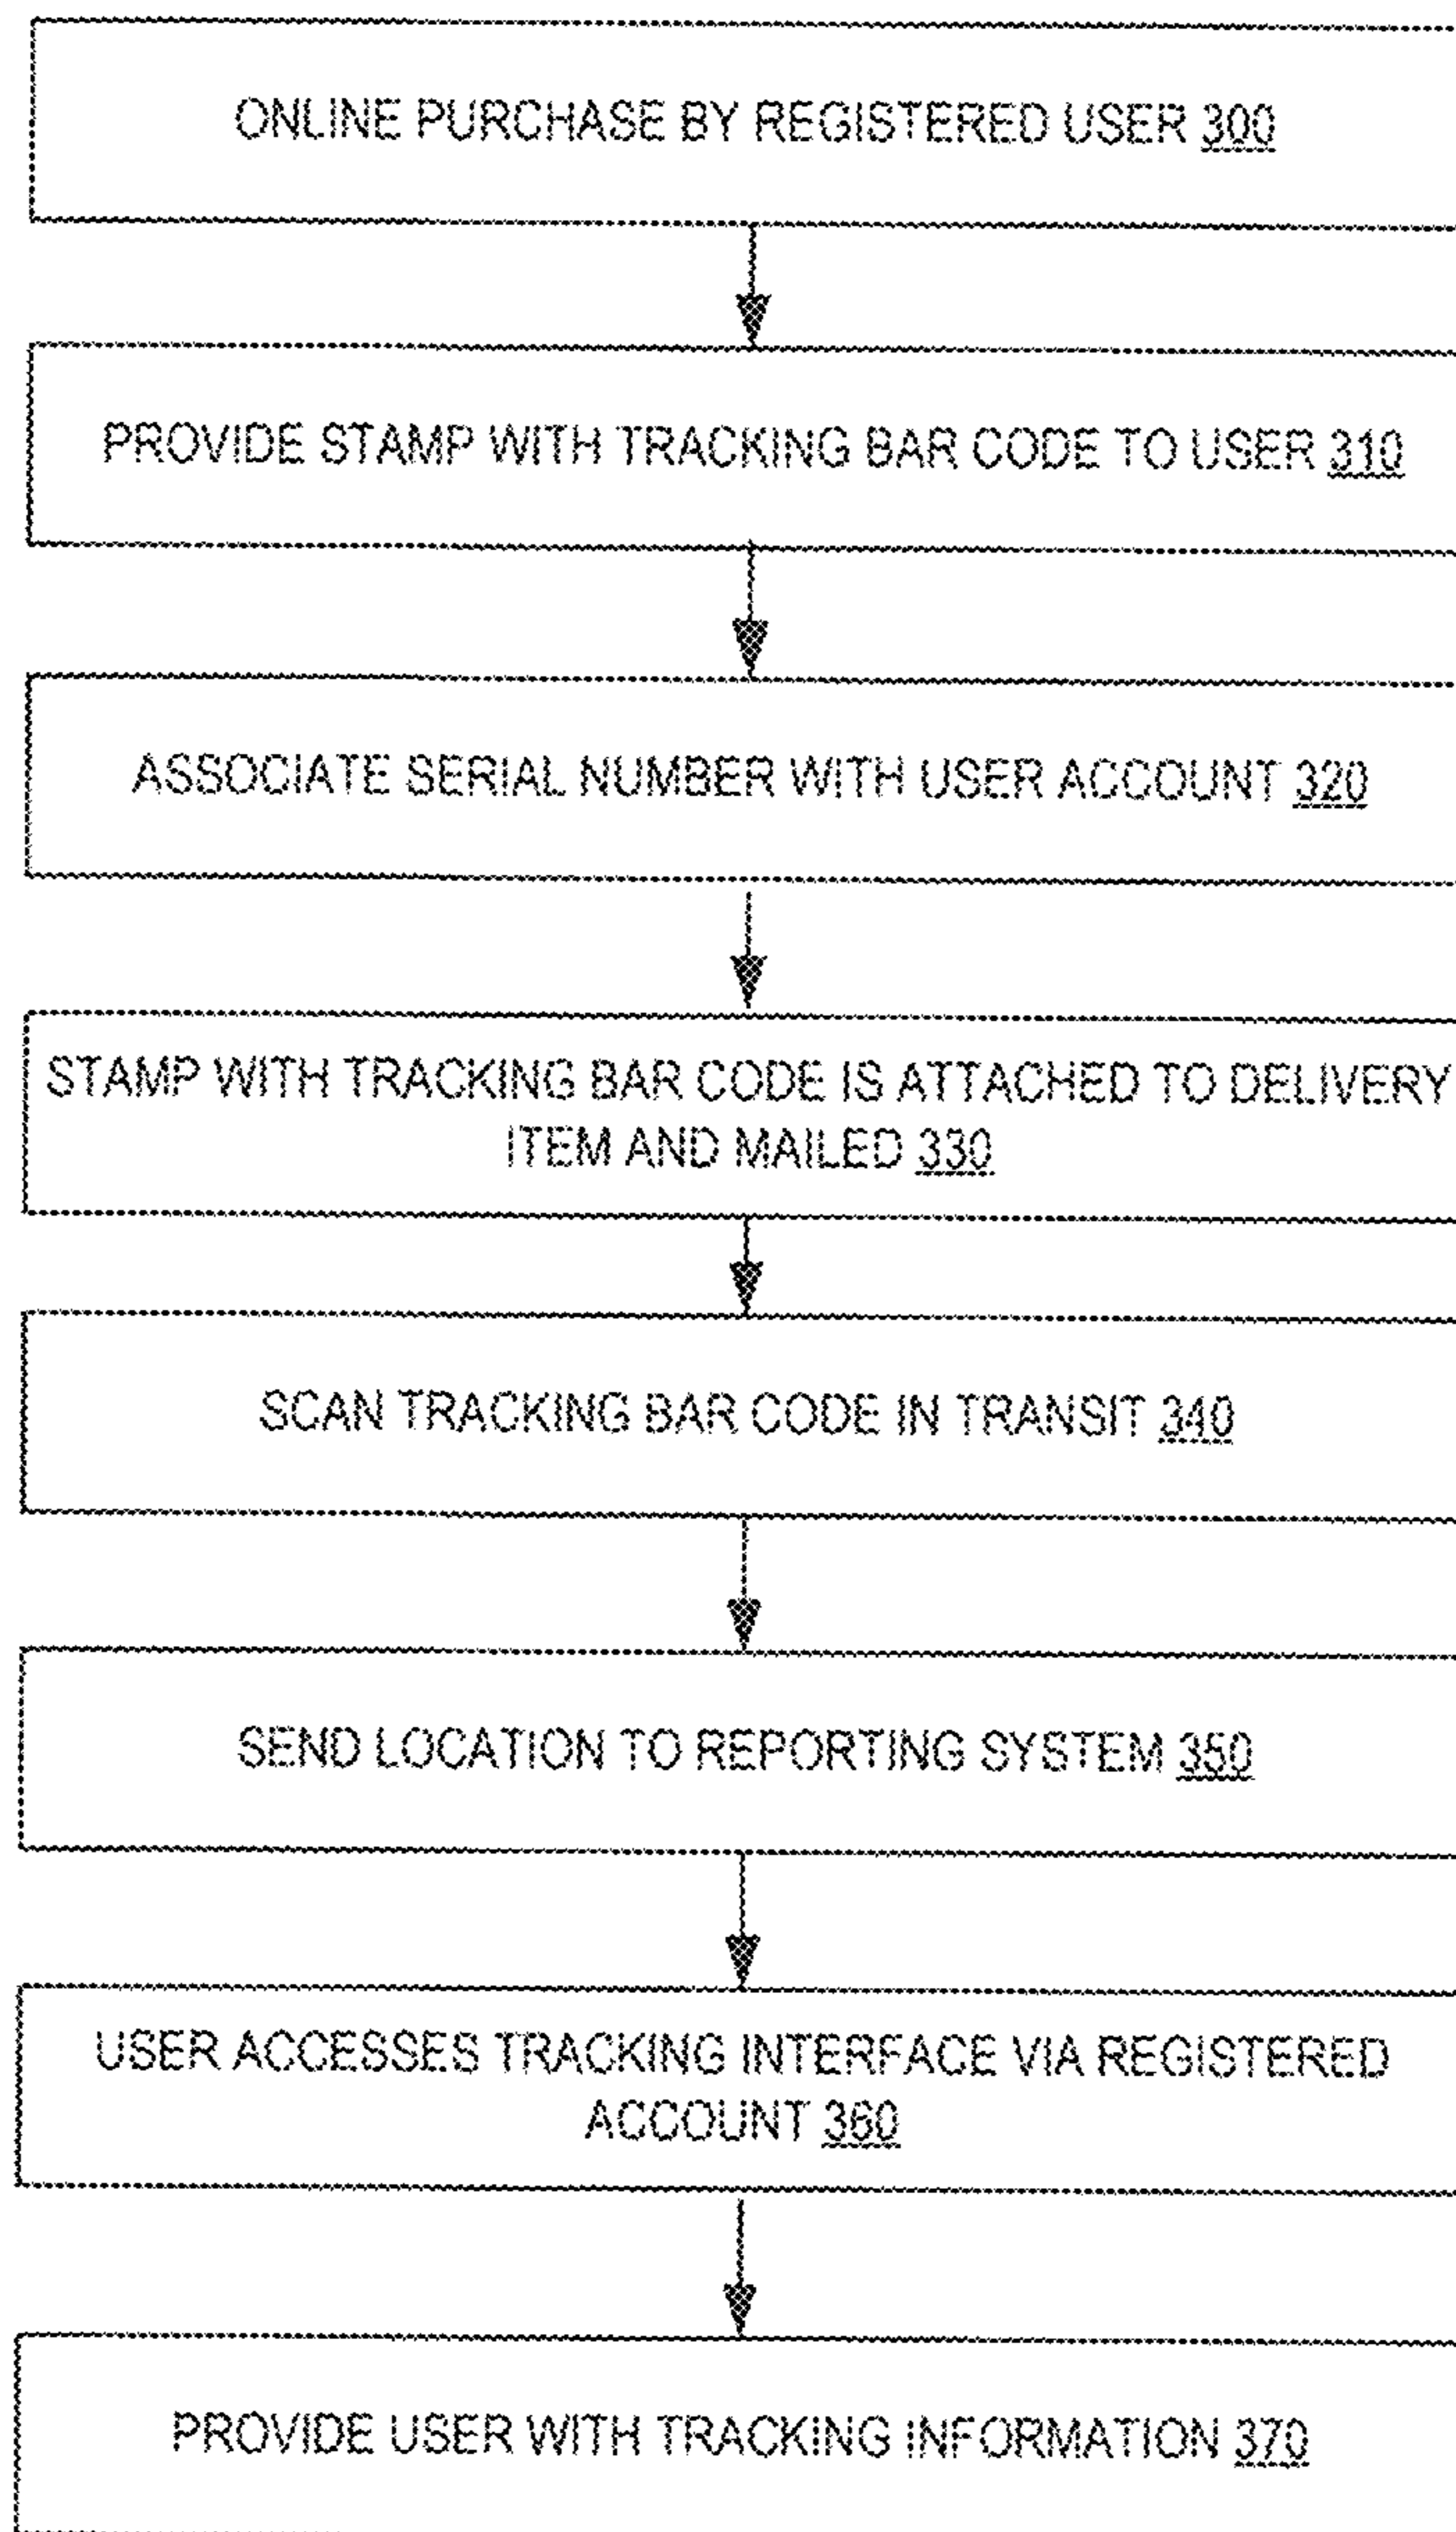 ONLINE PURCHASE BY REGISTERED USER 300
PROVIDE STAMP WITH TRACKING BAR CODE TO USER 310
ASSOCIATE SERIAL NUMBER WITH USER ACCOUNT 320
STAMP WITH TRACKING BAR CODE IS ATTACHED TO DELIVERY
ITEM AND MAILED 330
SCAN TRACKING BAR CODE IN TRANSIT 340
SEND LOCATION TO REPORTING SYSTEM 350
USER ACCESSES TRACKING INTERFACE VIA REGISTERED
ACCOUNT 360
PROVIDE USER WITH TRACKING INFORMATION 370